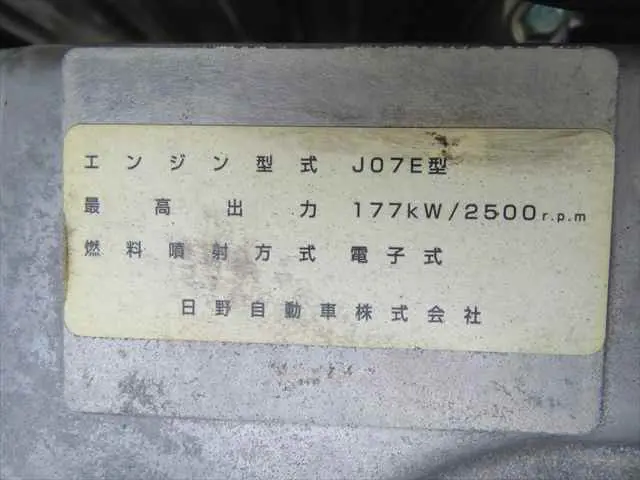 エンジン型式 J07E型
最高出力 177kW/2500r.p.m
燃料噴射方式 電子式
日野自動車株式会社